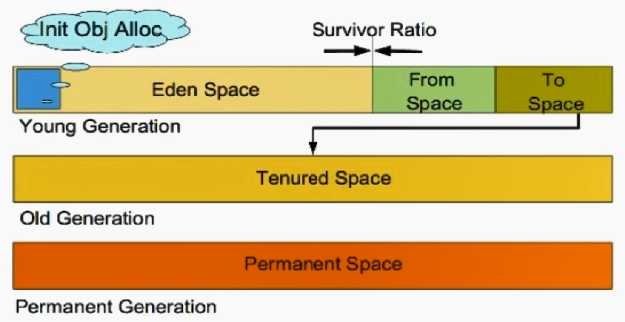 Init Obj Alloc
Survivor Ratio
Eden Space
From
Space
To
Space
Young Generation
Tenured Space
Old Generation
Permanent Space
Permanent Generation